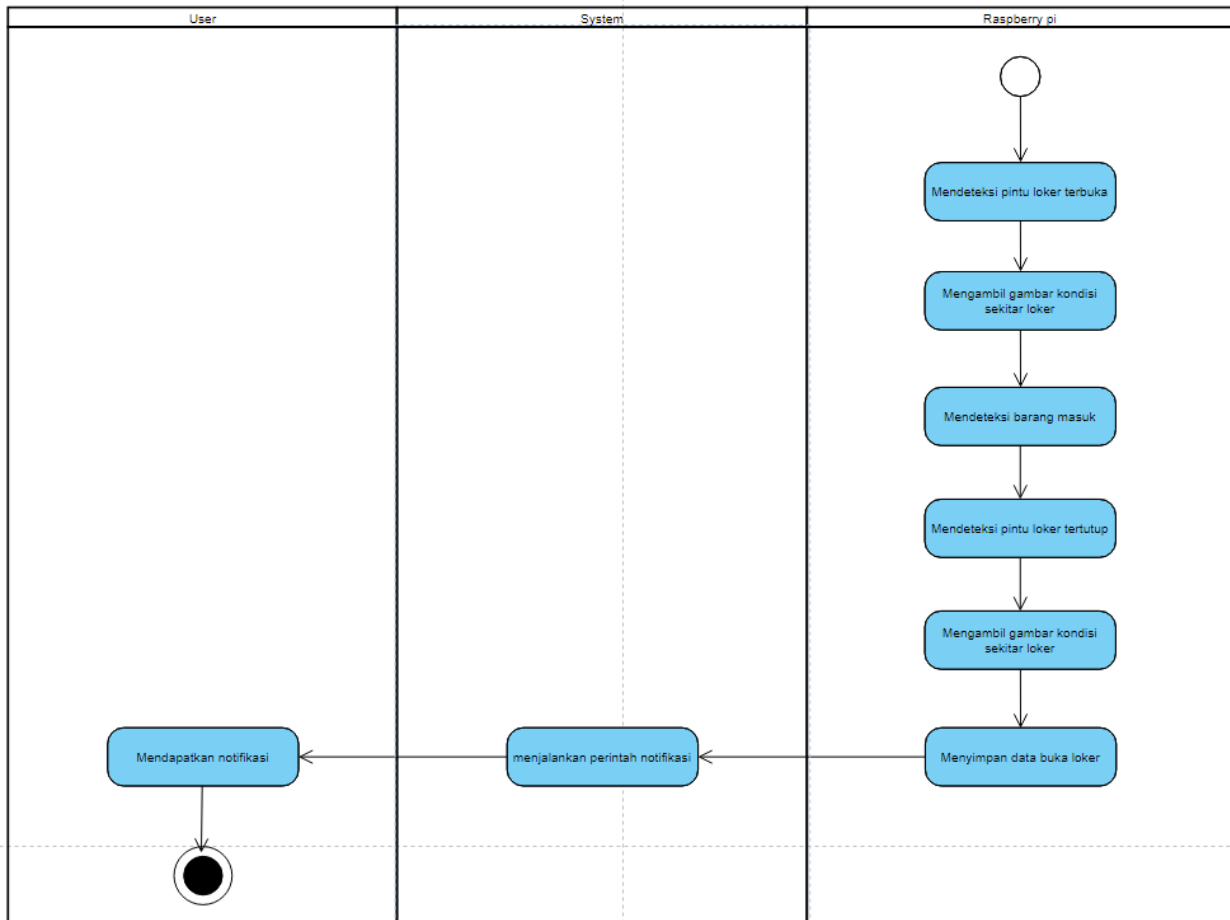 User
System
Raspberry pi
Mendeteksi pintu loker terbuka
Mengambil gambar kondisi
sekitar loker
Mendeteksi barang masuk
Mendeteksi pintu loker tertutup
Mengambil gambar kondisi
sekitar loker
Menyimpan data buka loker
menjalankan perintah notifikasi
Mendapatkan notifikasi